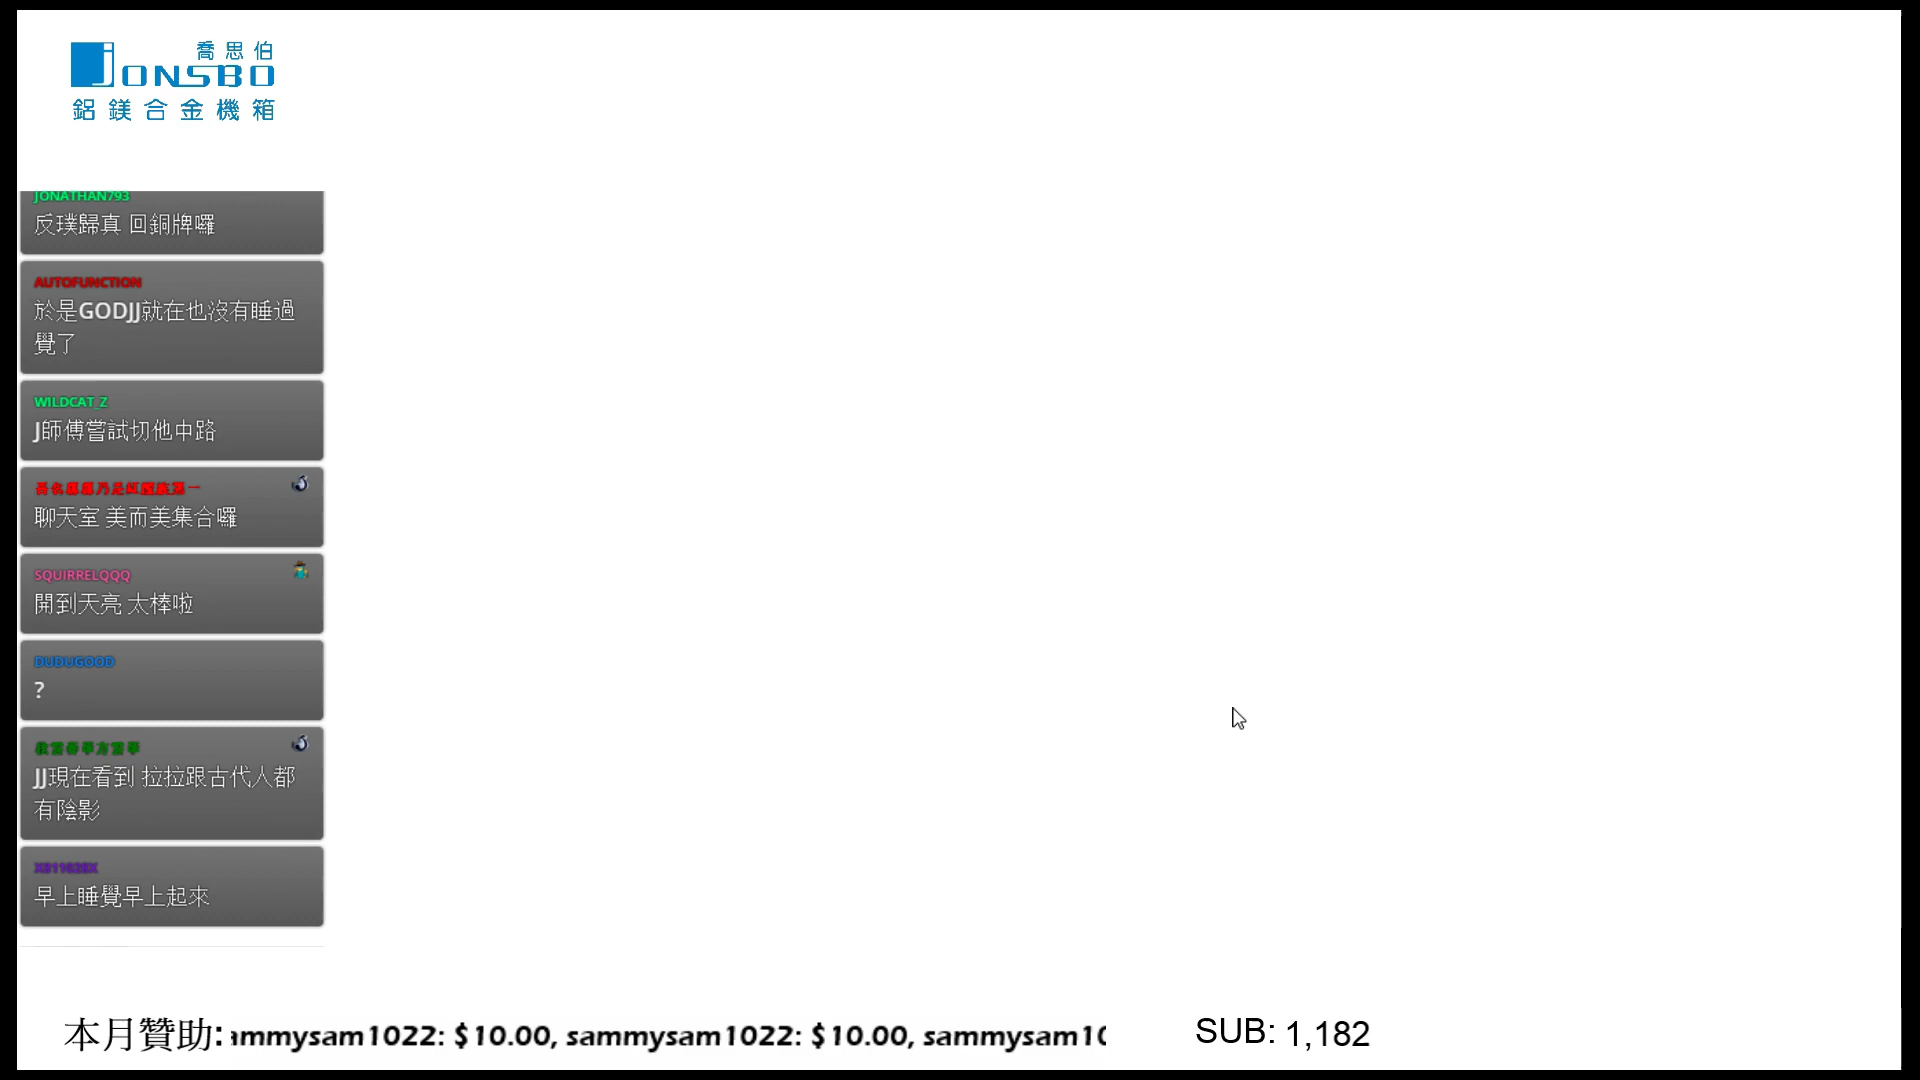 喬思伯
JONSBO
鋁鎂合金機箱
JONATHAN793
反璞歸真 回銅牌囉
AUTOFUNCTION
於是GODJJ就在也沒有睡過
覺了
WILDCAT_Z
J師傅嘗試切他中路
聊天室 美而美集合囉
SQUIRRELQQQ
開到天亮 太棒啦
DUDUGOOD
?
JJ現在看到 拉拉跟古代人都
有陰影
早上睡覺早上起來
本月贊助: ammysam1022: $10.00, sammysam1022: $10.00, sammysam10
SUB: 1,182